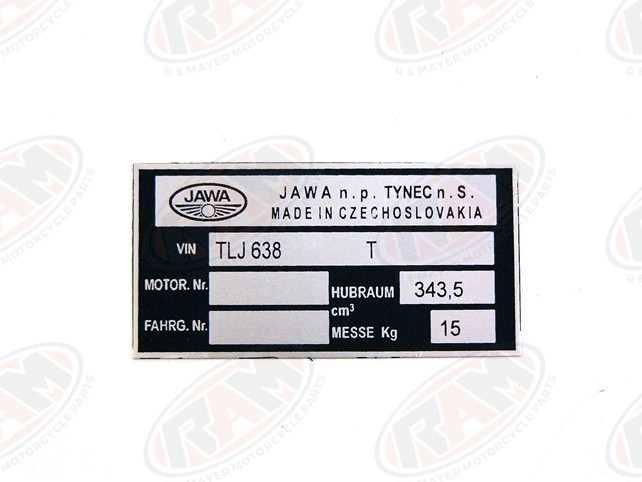 JAWA
JAWA n.p. TYNEC n.S.
MADE IN CZECHOSLOVAKIA
VIN TLJ 638 T
MOTOR. Nr. HUBRAUM 343,5
cm³
FAHRG. Nr. MESSE Kg 15
RAM
R & MAYER MOTORCYCLE PARTS